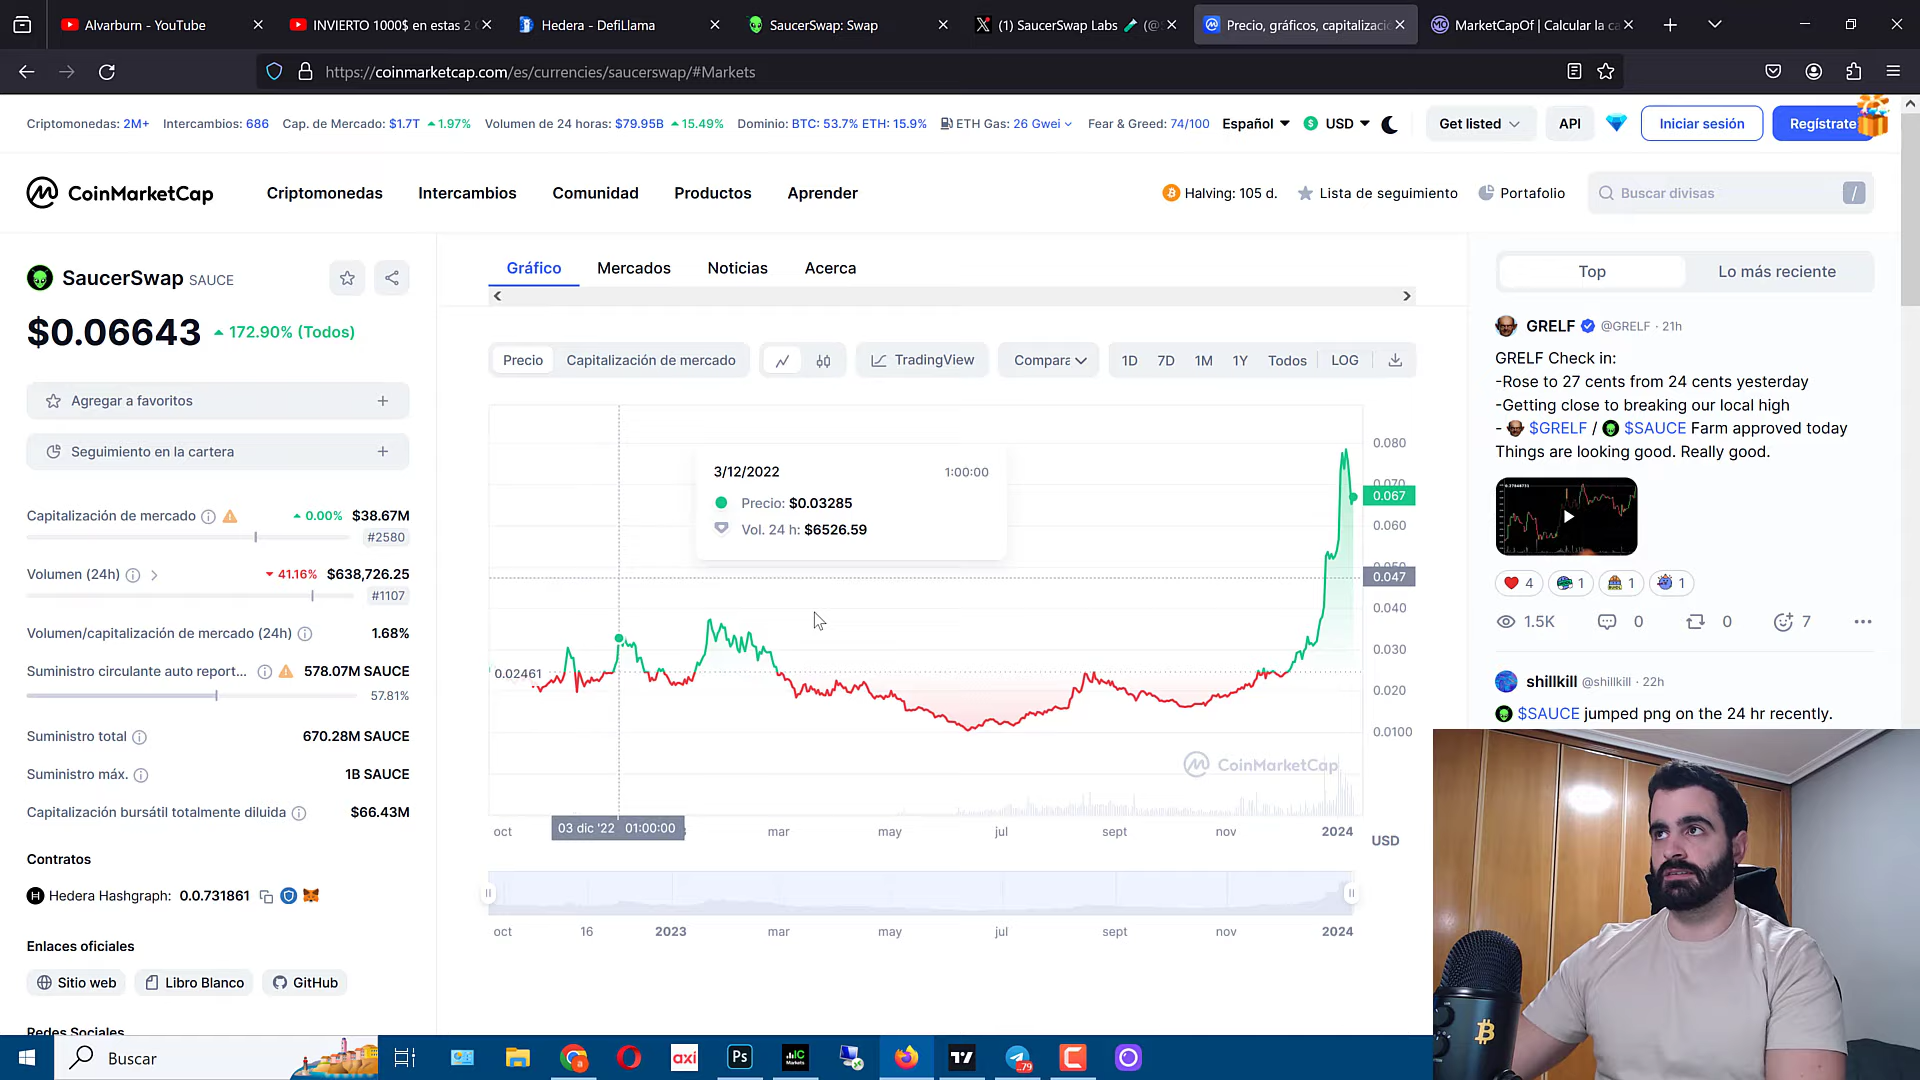 Alvarburn - YouTube
INVIERTO 1000$ en estas 2
Hedera - DefiLlama
SaucerSwap: Swap
(1) SaucerSwap Labs 🧪 (@
Precio, gráficos, capitalizació
MarketCapOf | Calcular la ca
https://coinmarketcap.com/es/currencies/saucerswap/#Markets
Criptomonedas: 2M+
Intercambios: 686
Cap. de Mercado: $1.7T 1.97%
Volumen de 24 horas: $79.95B 15.49%
Dominio: BTC: 53.7% ETH: 15.9%
ETH Gas: 26 Gwei
Fear & Greed: 74/100
Español
USD
Get listed
API
Iniciar sesión
Regístrate
CoinMarketCap
Criptomonedas
Intercambios
Comunidad
Productos
Aprender
Halving: 105 d.
Lista de seguimiento
Portafolio
Buscar divisas
/
SaucerSwap SAUCE
$0.06643 172.90% (Todos)
Agregar a favoritos +
Seguimiento en la cartera +
Capitalización de mercado 0.00% $38.67M
#2580
Volumen (24h) 41.16% $638,726.25
#1107
Volumen/capitalización de mercado (24h) 1.68%
Suministro circulante auto report... 578.07M SAUCE
57.81%
Suministro total 670.28M SAUCE
Suministro máx. 1B SAUCE
Capitalización bursátil totalmente diluida $66.43M
Contratos
Hedera Hashgraph: 0.0.731861
Enlaces oficiales
Sitio web
Libro Blanco
GitHub
Redes Sociales
Gráfico
Mercados
Noticias
Acerca
Precio
Capitalización de mercado
TradingView
Compara
1D
7D
1M
1Y
Todos
LOG
3/12/2022 1:00:00
Precio: $0.03285
Vol. 24 h: $6526.59
0.080
0.070
0.067
0.060
0.050
0.047
0.040
0.030
0.020
0.0100
0.02461
CoinMarketCap
oct
03 dic '22 01:00:00
mar
may
jul
sept
nov
2024
USD
oct
16
2023
mar
may
jul
sept
nov
2024
Top
Lo más reciente
GRELF @GRELF · 21h
GRELF Check in:
-Rose to 27 cents from 24 cents yesterday
-Getting close to breaking our local high
- $GRELF / $SAUCE Farm approved today
Things are looking good. Really good.
4
1
1
1
1.5K
0
0
7
shillkill @shillkill · 22h
$SAUCE jumped png on the 24 hr recently.
Buscar
axi
Ps
IC
Markets
79